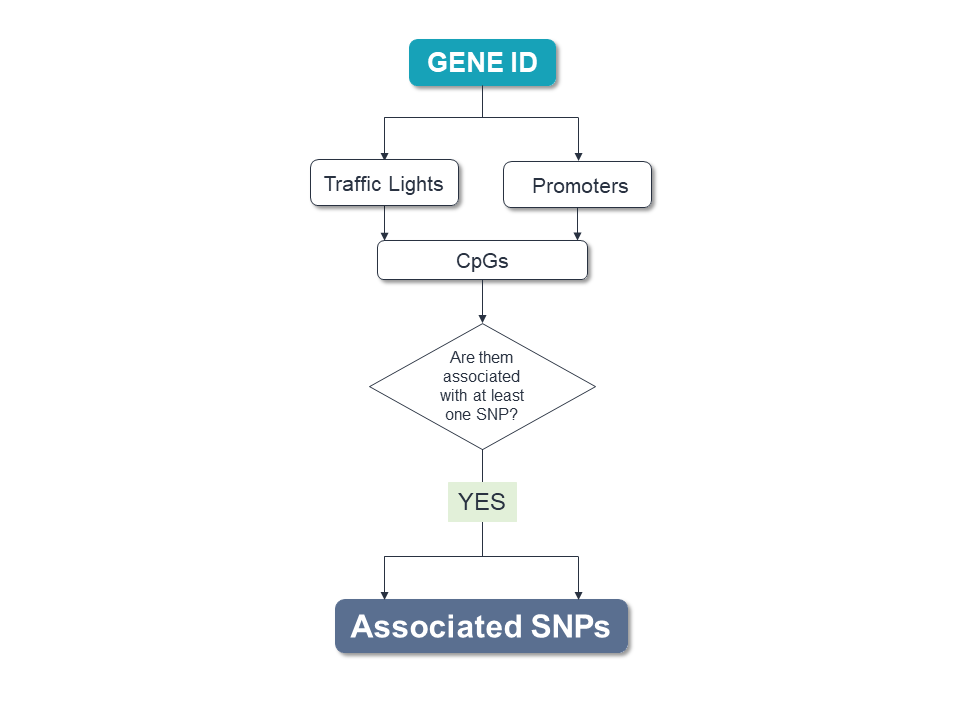 GENE ID
Traffic Lights
Promoters
CpGs
Are them
associated
with at least
one SNP?
YES
Associated SNPs